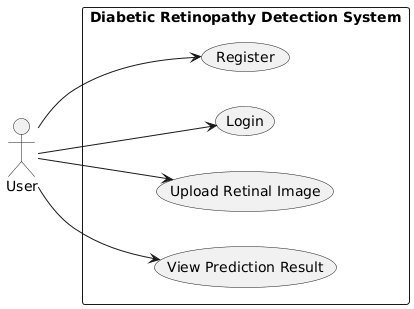 Diabetic Retinopathy Detection System
Register
Login
User
Upload Retinal Image
View Prediction Result